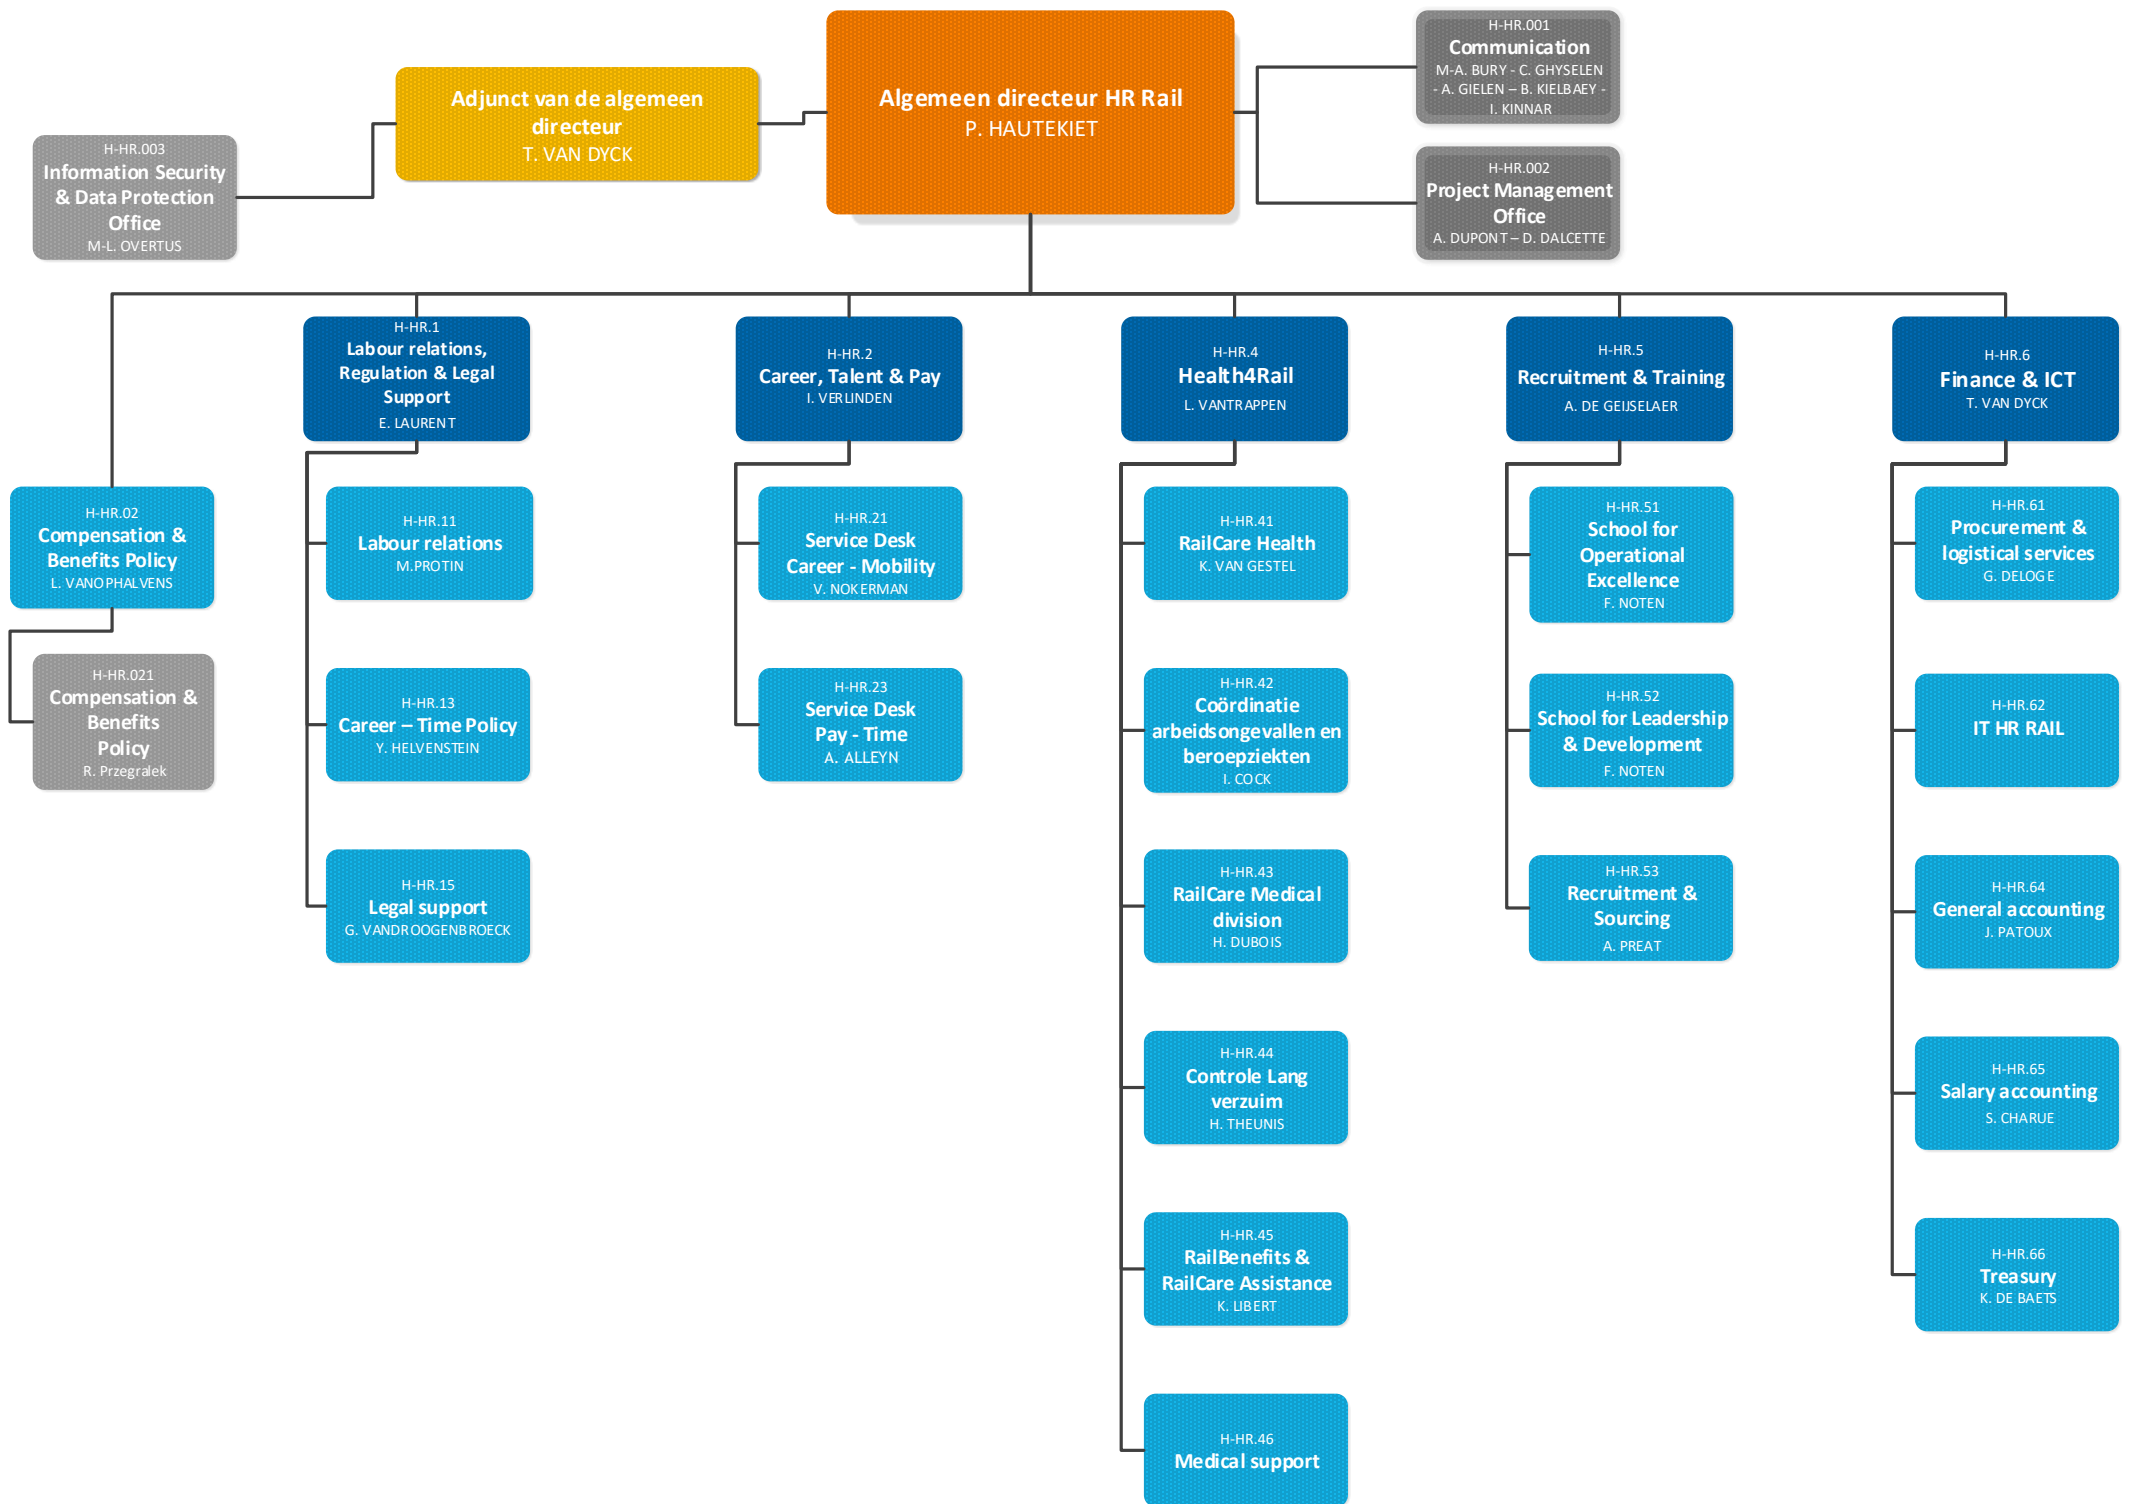 Algemeen directeur HR Rail
P. HAUTEKIET
Adjunct van de algemeen
directeur
T. VAN DYCK
H-HR.001
Communication
M-A. BURY - C. GHYSELEN
- A. GIELEN – B. KIELBAEY -
I. KINNAR
H-HR.002
Project Management
Office
A. DUPONT – D. DALCETTE
H-HR.003
Information Security
& Data Protection
Office
M-L. OVERTUS
H-HR.02
Compensation &
Benefits Policy
L. VANOPHALVENS
H-HR.021
Compensation &
Benefits
Policy
R. Przegralek
H-HR.1
Labour relations,
Regulation & Legal
Support
E. LAURENT
H-HR.11
Labour relations
M.PROTIN
H-HR.13
Career – Time Policy
Y. HELVENSTEIN
H-HR.15
Legal support
G. VANDROOGENBROECK
H-HR.2
Career, Talent & Pay
I. VERLINDEN
H-HR.21
Service Desk
Career - Mobility
V. NOKERMAN
H-HR.23
Service Desk
Pay - Time
A. ALLEYN
H-HR.4
Health4Rail
L. VANTRAPPEN
H-HR.41
RailCare Health
K. VAN GESTEL
H-HR.42
Coördinatie
arbeidsongevallen en
beroepziekten
I. COCK
H-HR.43
RailCare Medical
division
H. DUBOIS
H-HR.44
Controle Lang
verzuim
H. THEUNIS
H-HR.45
RailBenefits &
RailCare Assistance
K. LIBERT
H-HR.46
Medical support
H-HR.5
Recruitment & Training
A. DE GEIJSELAER
H-HR.51
School for
Operational
Excellence
F. NOTEN
H-HR.52
School for Leadership
& Development
F. NOTEN
H-HR.53
Recruitment &
Sourcing
A. PREAT
H-HR.6
Finance & ICT
T. VAN DYCK
H-HR.61
Procurement &
logistical services
G. DELOGE
H-HR.62
IT HR RAIL
H-HR.64
General accounting
J. PATOUX
H-HR.65
Salary accounting
S. CHARUE
H-HR.66
Treasury
K. DE BAETS